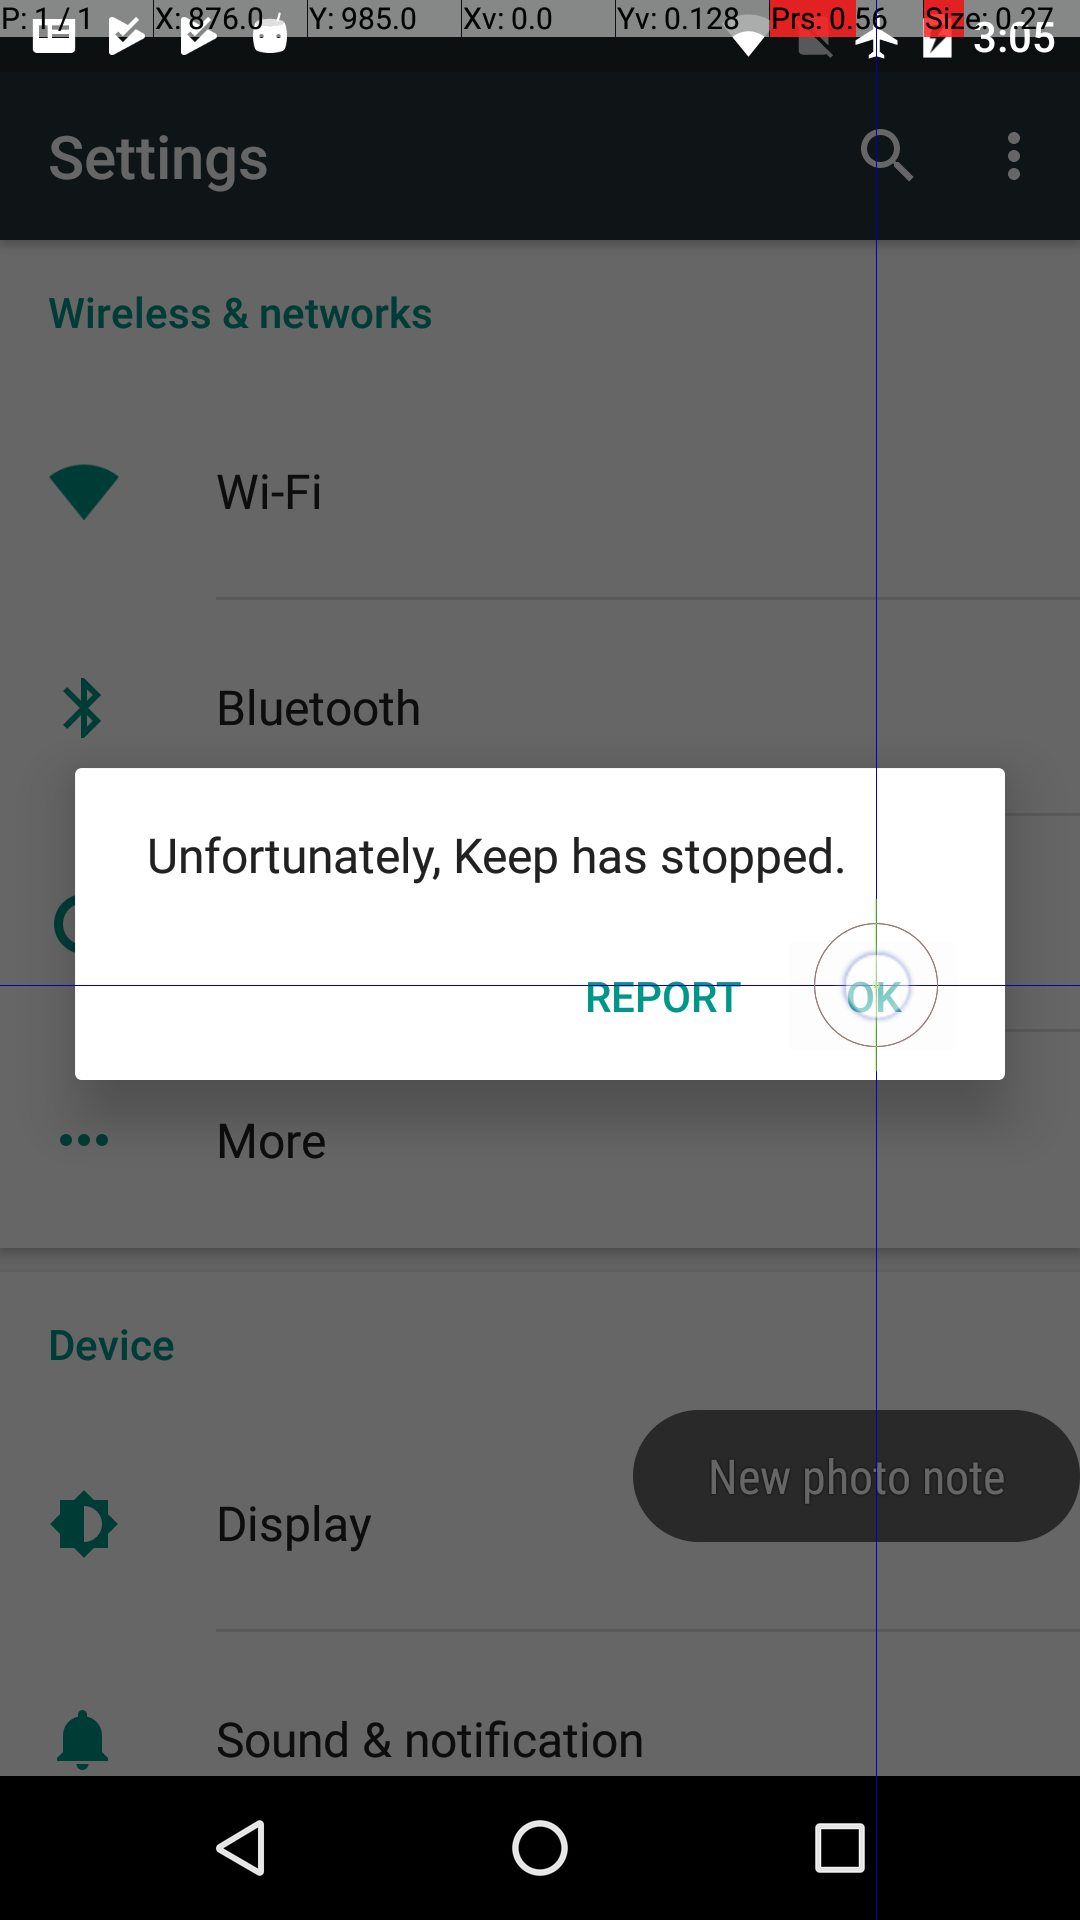 P: 1 / 1 X: 876.0 Y: 985.0 Xv: 0.0 Yv: 0.128 Prs: 0.56 Size: 0.27
3:05
Settings
Wireless & networks
Wi-Fi
Bluetooth
Unfortunately, Keep has stopped.
REPORT OK
More
Device
New photo note
Display
Sound & notification